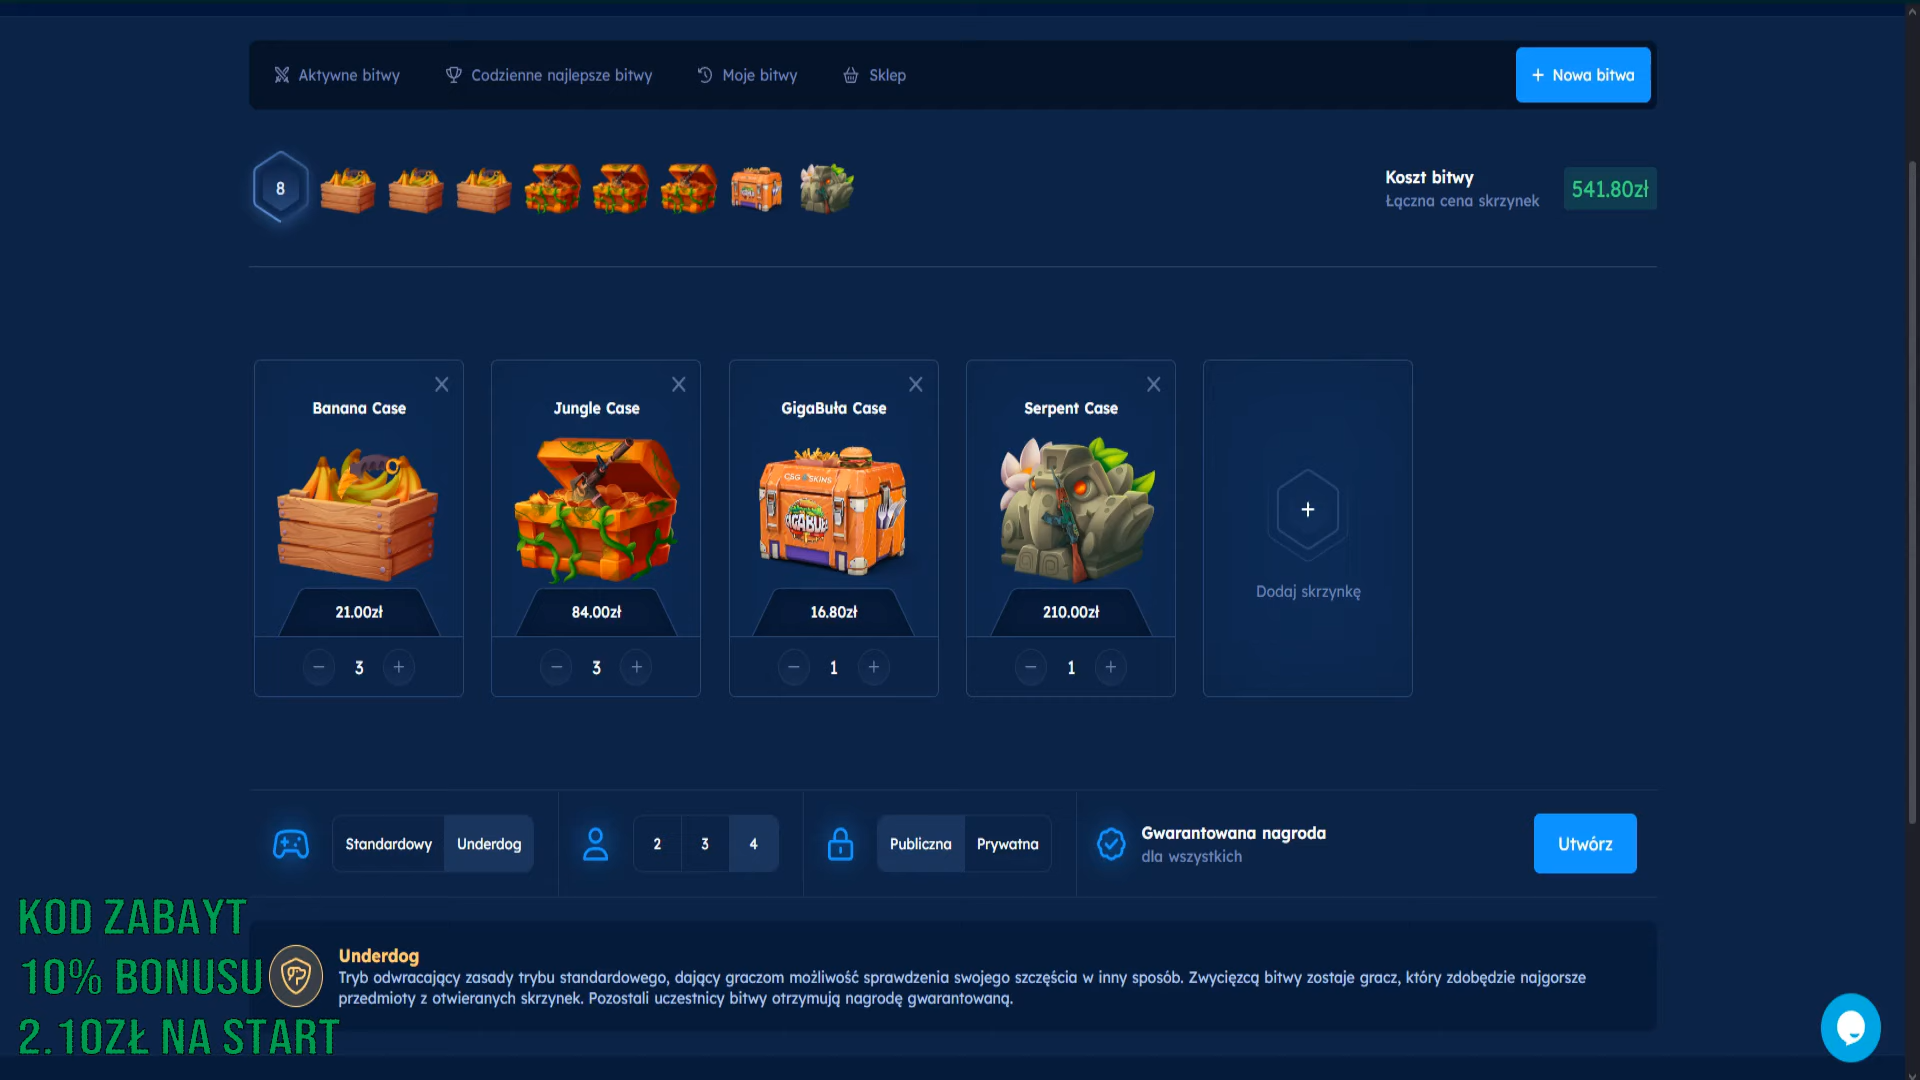 Aktywne bitwy
Codzienne najlepsze bitwy
Moje bitwy
Sklep
+ Nowa bitwa
8
Koszt bitwy
Łączna cena skrzynek
541.80zł
Banana Case
21.00zł
3
Jungle Case
84.00zł
3
GigaBuła Case
CSGOSKINS
16.80zł
1
Serpent Case
210.00zł
1
Dodaj skrzynkę
Standardowy
Underdog
2
3
4
Publiczna
Prywatna
Gwarantowana nagroda
dla wszystkich
Utwórz
KOD ZABAYT
10% BONUSU
2.10ZŁ NA START
Underdog
Tryb odwracający zasady trybu standardowego, dający graczom możliwość sprawdzenia swojego szczęścia w inny sposób. Zwycięzcą bitwy zostaje gracz, który zdobędzie najgorsze
przedmioty z otwieranych skrzynek. Pozostali uczestnicy bitwy otrzymują nagrodę gwarantowaną.